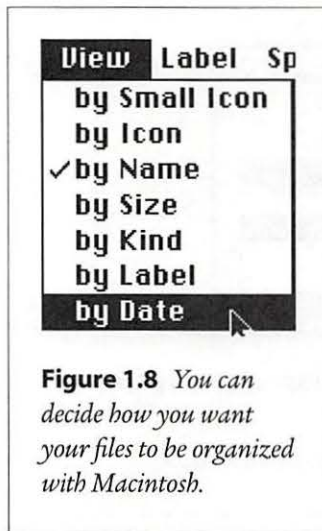 View Label Sp
by Small Icon
by Icon
✓by Name
by Size
by Kind
by Label
by Date
Figure 1.8 You can
decide how you want
your files to be organized
with Macintosh.